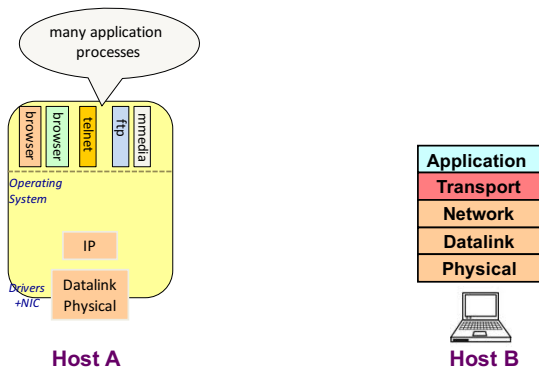 many application
processes
browser
browser
telnet
ftp
mmedia
Operating
System
IP
Drivers
+NIC
Datalink
Physical
Host A
Application
Transport
Network
Datalink
Physical
Host B